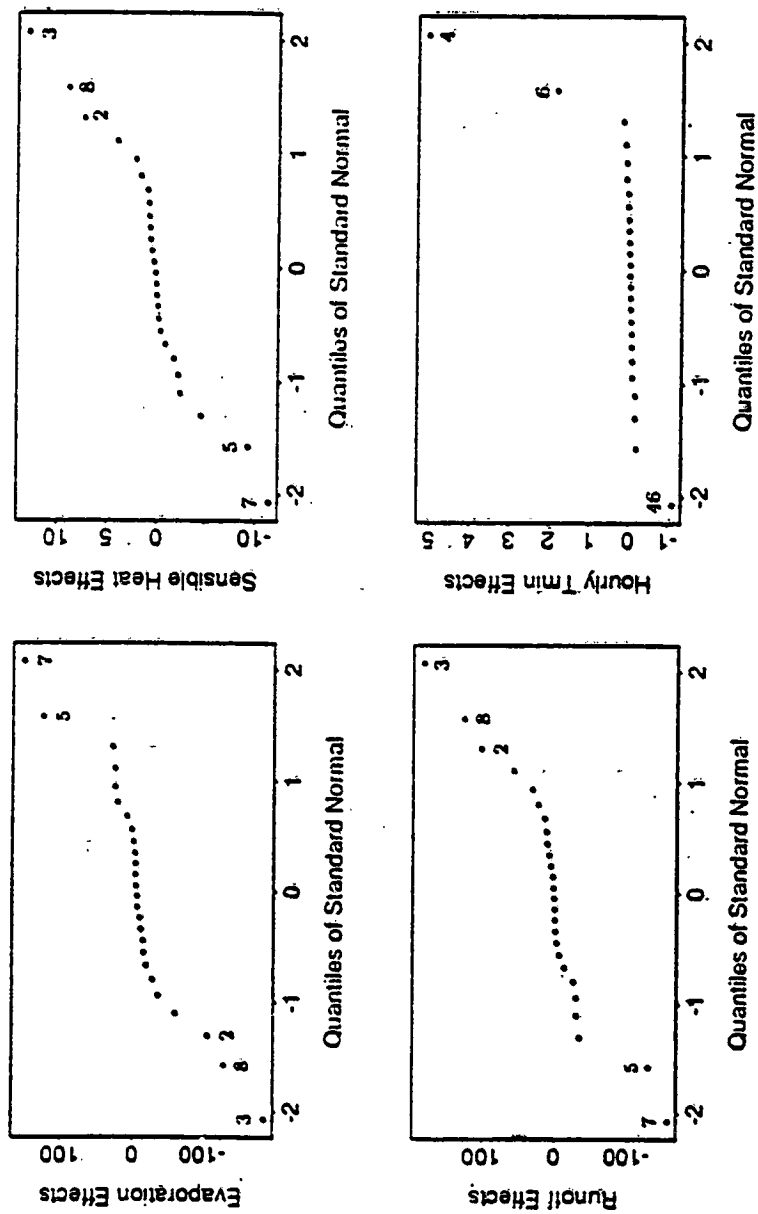 Evaporation Effects
100
0
-100
7
5
2
8
3
-2 -1 0 1 2
Quantiles of Standard Normal
Sensible Heat Effects
10
5
0
-10
3
8
2
5
7
-2 -1 0 1 2
Quantiles of Standard Normal
Runoff Effects
100
0
-100
3
8
2
5
7
-2 -1 0 1 2
Quantiles of Standard Normal
Hourly Tmin Effects
5
4
3
2
1
0
-1
4
6
46
-2 -1 0 1 2
Quantiles of Standard Normal